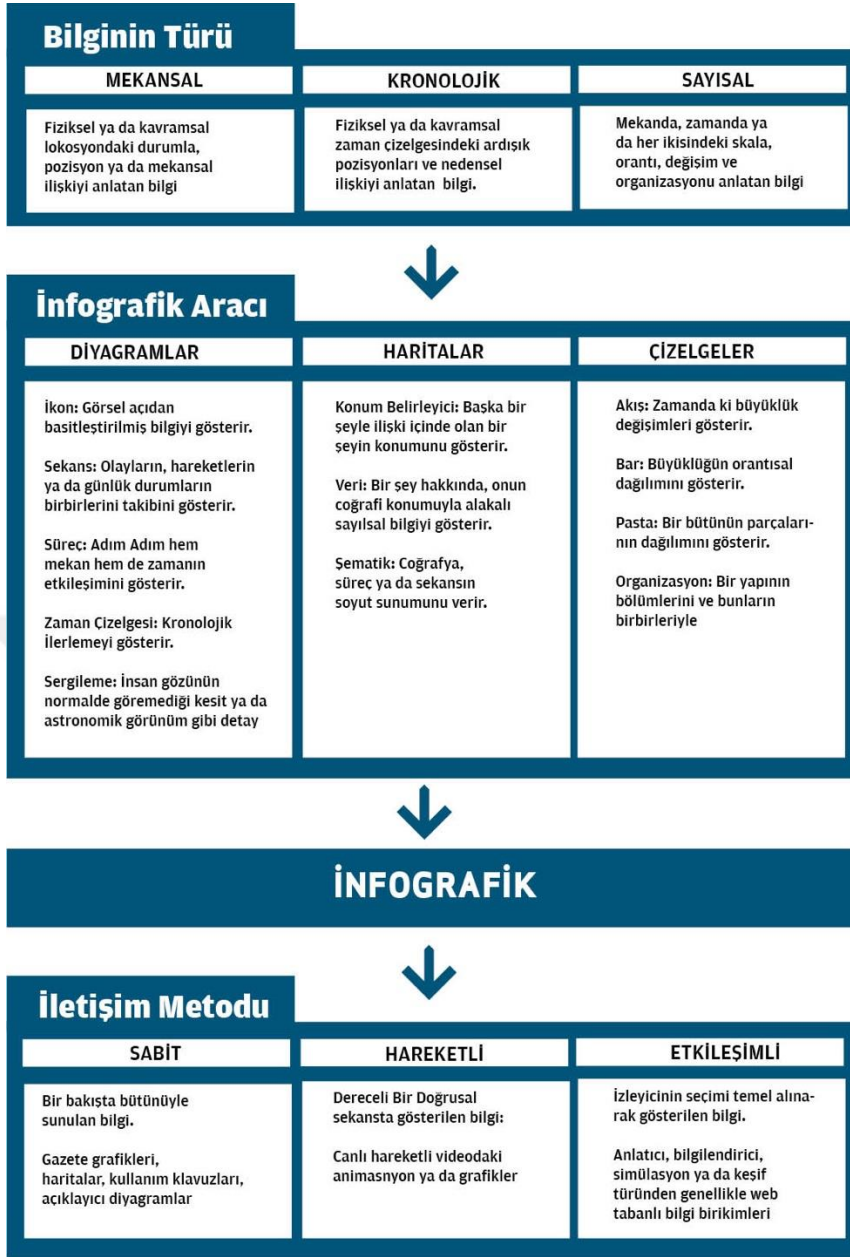 Bilginin Türü
MEKANSAL
Fiziksel ya da kavramsal
lokosyondaki durumla,
pozisyon ya da mekansal
ilişkiyi anlatan bilgi
KRONOLOJİK
Fiziksel ya da kavramsal
zaman çizelgesindeki ardışık
pozisyonları ve nedensel
ilişkiyi anlatan bilgi.
SAYISAL
Mekanda, zamanda ya
da her ikisindeki skala,
orantı, değişim ve
organizasyonu anlatan bilgi
İnfografik Aracı
DİYAGRAMLAR
İkon: Görsel açıdan
basitleştirilmiş bilgiyi gösterir.
Sekans: Olayların, hareketlerin
ya da günlük durumların
birbirlerini takibini gösterir.
Süreç: Adım Adım hem
mekan hem de zamanın
etkileşimini gösterir.
Zaman Çizelgesi: Kronolojik
İlerlemeyi gösterir.
Sergileme: İnsan gözünün
normalde göremediği kesit ya da
astronomik görünüm gibi detay
HARİTALAR
Konum Belirleyici: Başka bir
şeyle ilişki içinde olan bir
şeyin konumunu gösterir.
Veri: Bir şey hakkında, onun
coğrafi konumuyla alakalı
sayılsal bilgiyi gösterir.
Şematik: Coğrafya,
süreç ya da sekansın
soyut sunumunu verir.
ÇİZELGELER
Akış: Zamanda ki büyüklük
değişimleri gösterir.
Bar: Büyüklüğün orantısal
dağılımını gösterir.
Pasta: Bir bütünün parçaları-
nın dağılımını gösterir.
Organizasyon: Bir yapının
bölümlerini ve bunların
birbirleriyle
İNFOGRAFİK
İletişim Metodu
SABİT
Bir bakışta bütünüyle
sunulan bilgi.
Gazete grafikleri,
haritalar, kullanım klavuzları,
açıklayıcı diyagramlar
HAREKETLİ
Dereceli Bir Doğrusal
sekansta gösterilen bilgi:
Canlı hareketli videodaki
animasnyon ya da grafikler
ETKİLEŞİMLİ
İzleyicinin seçimi temel alına-
rak gösterilen bilgi.
Anlatıcı, bilgilendirici,
simülasyon ya da keşif
türünden genellikle web
tabanlı bilgi birikimleri